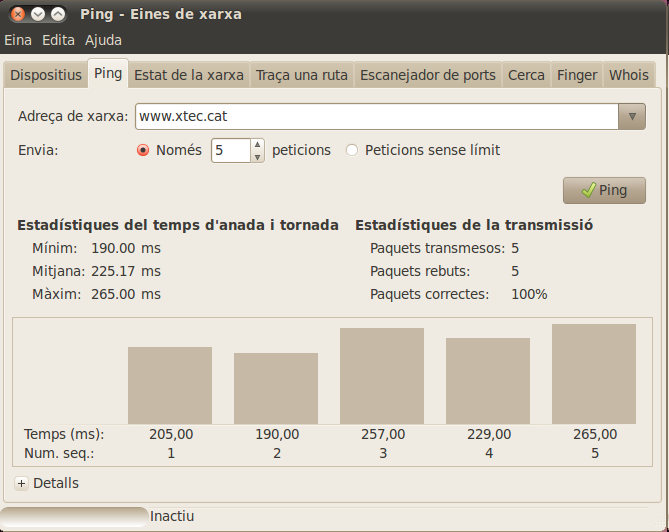 Ping - Eines de xarxa
Eina Edita Ajuda
Dispositius Ping Estat de la xarxa Traça una ruta Escanejador de ports Cerca Finger Whois
Adreça de xarxa: www.xtec.cat
Envia: Només 5 peticions Peticions sense límit
Ping
Estadístiques del temps d'anada i tornada Estadístiques de la transmissió
Mínim: 190.00 ms Paquets transmesos: 5
Mitjana: 225.17 ms Paquets rebuts: 5
Màxim: 265.00 ms Paquets correctes: 100%
Temps (ms): 205,00 190,00 257,00 229,00 265,00
Num. seq.: 1 2 3 4 5
Detalls
Inactiu